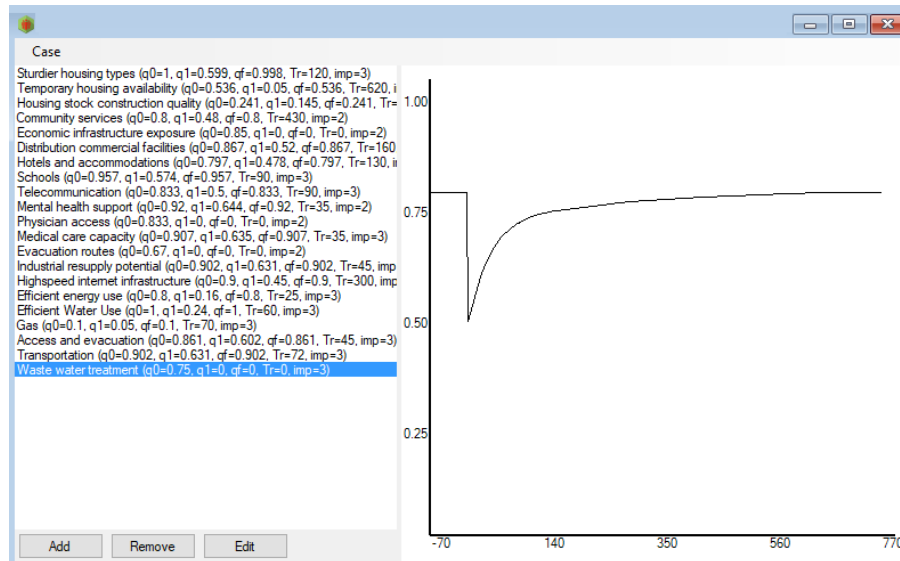 Case
Sturdier housing types (q0=1, q1=0.599, qf=0.998, Tr=120, imp=3)
Temporary housing availability (q0=0.536, q1=0.05, qf=0.536, Tr=620, i
Housing stock construction quality (q0=0.241, q1=0.145, qf=0.241, Tr=
Community services (q0=0.8, q1=0.48, qf=0.8, Tr=430, imp=2)
Economic infrastructure exposure (q0=0.85, q1=0, qf=0, Tr=0, imp=2)
Distribution commercial facilities (q0=0.867, q1=0.52, qf=0.867, Tr=160
Hotels and accommodations (q0=0.797, q1=0.478, qf=0.797, Tr=130, i
Schools (q0=0.957, q1=0.574, qf=0.957, Tr=90, imp=3)
Telecommunication (q0=0.833, q1=0.5, qf=0.833, Tr=90, imp=3)
Mental health support (q0=0.92, q1=0.644, qf=0.92, Tr=35, imp=2)
Physician access (q0=0.833, q1=0, qf=0, Tr=0, imp=2)
Medical care capacity (q0=0.907, q1=0.635, qf=0.907, Tr=35, imp=3)
Evacuation routes (q0=0.67, q1=0, qf=0, Tr=0, imp=2)
Industrial resupply potential (q0=0.902, q1=0.631, qf=0.902, Tr=45, imp
Highspeed internet infrastructure (q0=0.9, q1=0.45, qf=0.9, Tr=300, imp
Efficient energy use (q0=0.8, q1=0.16, qf=0.8, Tr=25, imp=3)
Efficient Water Use (q0=1, q1=0.24, qf=1, Tr=60, imp=3)
Gas (q0=0.1, q1=0.05, qf=0.1, Tr=70, imp=3)
Access and evacuation (q0=0.861, q1=0.602, qf=0.861, Tr=45, imp=3)
Transportation (q0=0.902, q1=0.631, qf=0.902, Tr=72, imp=3)
Waste water treatment (q0=0.75, q1=0, qf=0, Tr=0, imp=3)
Add Remove Edit
1.00
0.75
0.50
0.25
-70 140 350 560 770